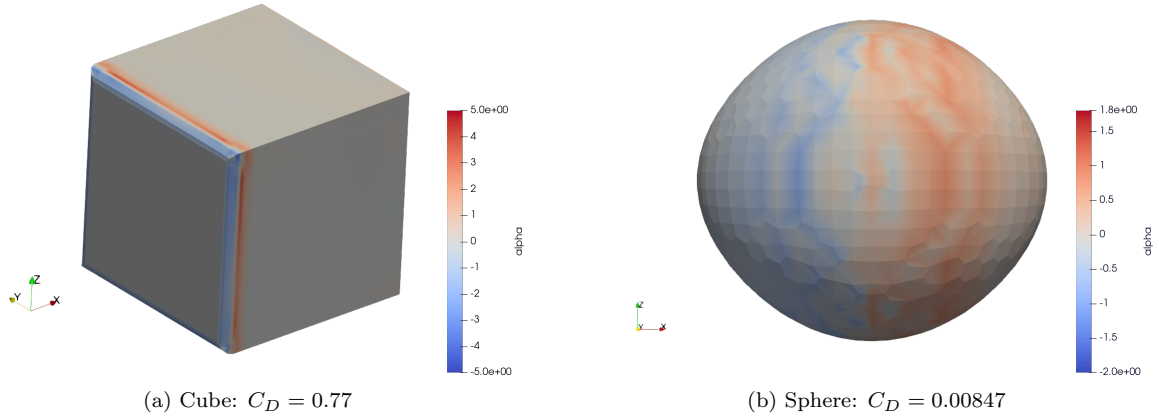 5.0e+00
4
3
2
1
0
-1
-2
-3
-4
-5.0e+00
alpha
Z
Y
X
(a) Cube: C_D = 0.77
1.8e+00
1.5
1
0.5
0
-0.5
-1
-1.5
-2.0e+00
alpha
Z
Y
X
(b) Sphere: C_D = 0.00847